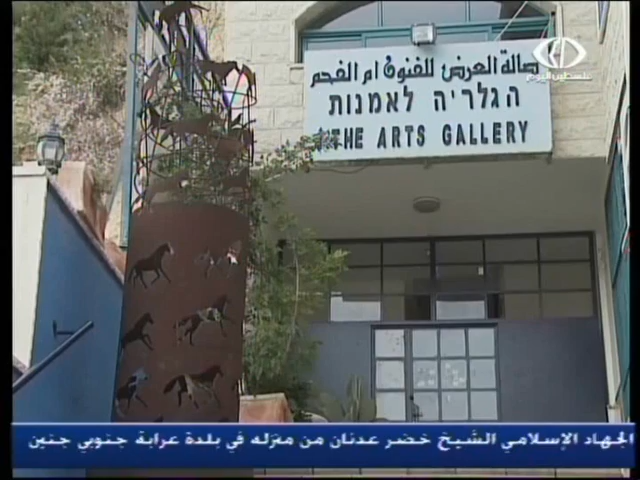 صالة العرض للفنون ام الفحم
הגלריה לאמנות
THE ARTS GALLERY
فلسطين اليوم
الجهاد الإسلامي الشيخ خضر عدنان من منزله في بلدة عرابة جنوبي جنين